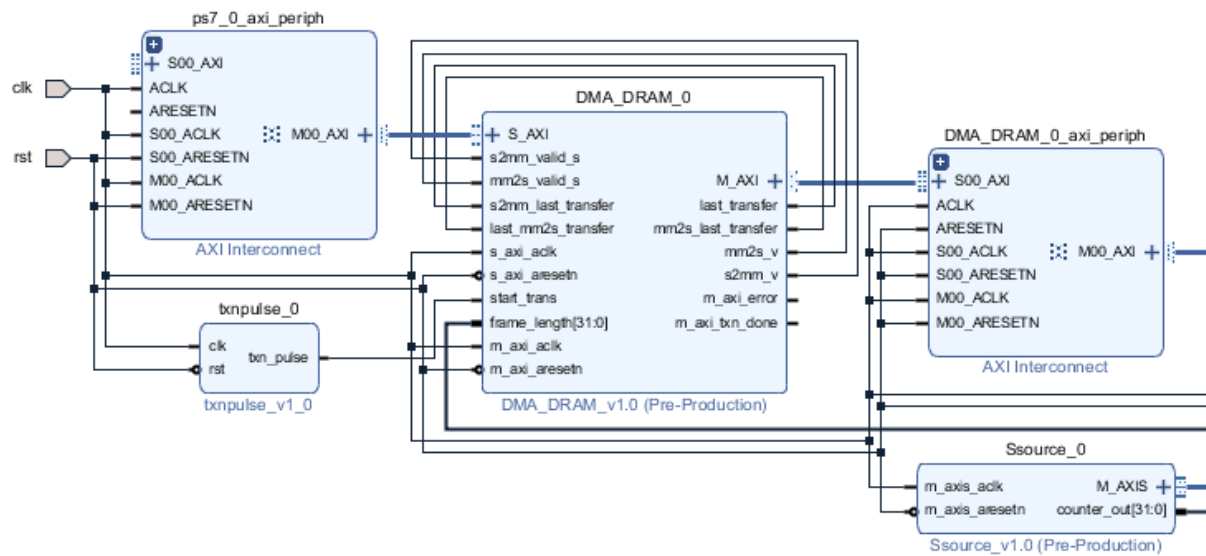 ps7_0_axi_periph
S00_AXI
clk
ACLK
ARESETN
S00_ACLK
M00_AXI
rst
S00_ARESETN
M00_ACLK
M00_ARESETN
AXI Interconnect
txnpulse_0
clk
txn_pulse
rst
txnpulse_v1_0
DMA_DRAM_0
S_AXI
s2mm_valid_s
mm2s_valid_s
M_AXI
s2mm_last_transfer
last_transfer
last_mm2s_transfer
mm2s_last_transfer
s_axi_aclk
mm2s_v
s_axi_aresetn
s2mm_v
start_trans
m_axi_error
frame_length[31:0]
m_axi_txn_done
m_axi_aclk
m_axi_aresetn
DMA_DRAM_v1.0 (Pre-Production)
DMA_DRAM_0_axi_periph
S00_AXI
ACLK
ARESETN
S00_ACLK
M00_AXI
S00_ARESETN
M00_ACLK
M00_ARESETN
AXI Interconnect
Ssource_0
m_axis_aclk
M_AXIS
m_axis_aresetn
counter_out[31:0]
Ssource_v1.0 (Pre-Production)